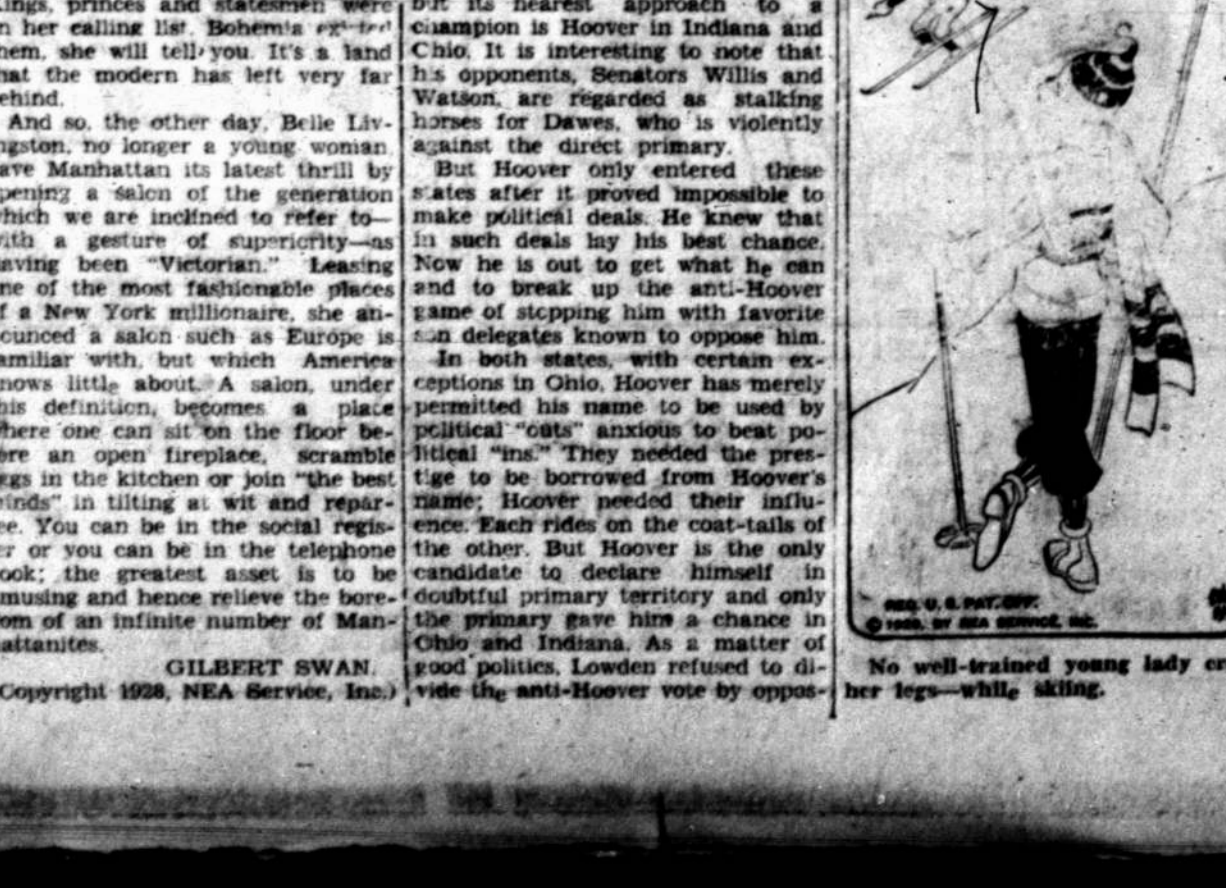 ings, princes and statesmen were
n her calling list. Bohemia
hem, she will tell you. It's a land
hat the modern has left very far
ehind.
And so, the other day, Belle Liv-
ngston, no longer a young woman
ave Manhattan its latest thrill by
pening a salon of the generation
hich we are inclined to refer to—
ith a gesture of superiority—as
aving been "Victorian." Leasing
ne of the most fashionable places
f a New York millionaire, she an-
ounced a salon such as Europe is
amiliar with, but which America
nows little about. A salon, under
his definition, becomes a place
here one can sit on the floor be-
ore an open fireplace, scramble
ggs in the kitchen or join "the best
inds" in tilting at wit and repar-
ee. You can be in the social regis-
er or you can be in the telephone
ook; the greatest asset is to be
musing and hence relieve the bore-
om of an infinite number of Man-
attanites.
GILBERT SWAN.
Copyright 1928, NEA Service, Inc.)
but its nearest approach to a
champion is Hoover in Indiana and
Ohio. It is interesting to note that
his opponents, Senators Willis and
Watson, are regarded as stalking
horses for Dawes, who is violently
against the direct primary.
But Hoover only entered these
states after it proved impossible to
make political deals. He knew that
in such deals lay his best chance.
Now he is out to get what he can
and to break up the anti-Hoover
game of stopping him with favorite
son delegates known to oppose him.
In both states, with certain ex-
ceptions in Ohio, Hoover has merely
permitted his name to be used by
political "outs" anxious to beat po-
litical "ins." They needed the pres-
tige to be borrowed from Hoover's
name; Hoover needed their influ-
ence. Each rides on the coat-tails of
the other. But Hoover is the only
candidate to declare himself in
doubtful primary territory and only
the primary gave him a chance in
Ohio and Indiana. As a matter of
good politics, Lowden refused to di-
vide the anti-Hoover vote by oppos-
REG. U. S. PAT. OFF.
© 1928, BY NEA SERVICE, INC.
No well-trained young lady cr
her legs—while skiing.